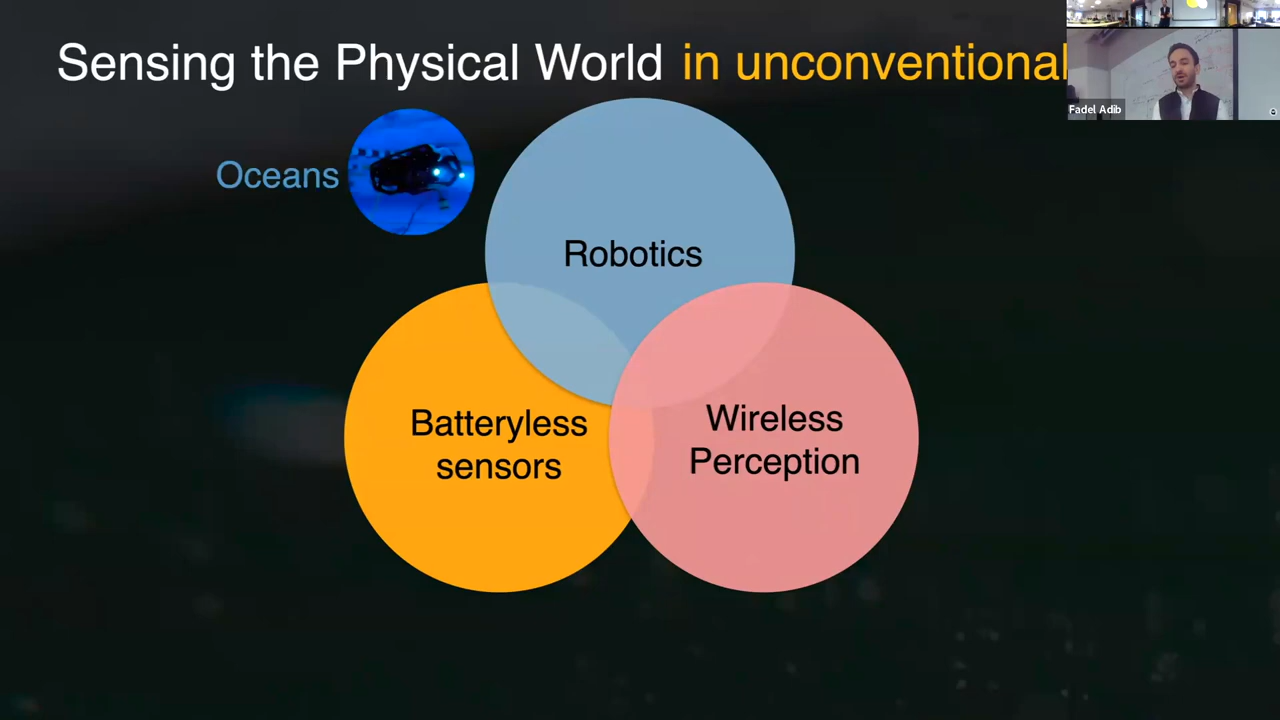 Sensing the Physical World in unconventional
Fadel Adib
Oceans
Robotics
Batteryless
sensors
Wireless
Perception